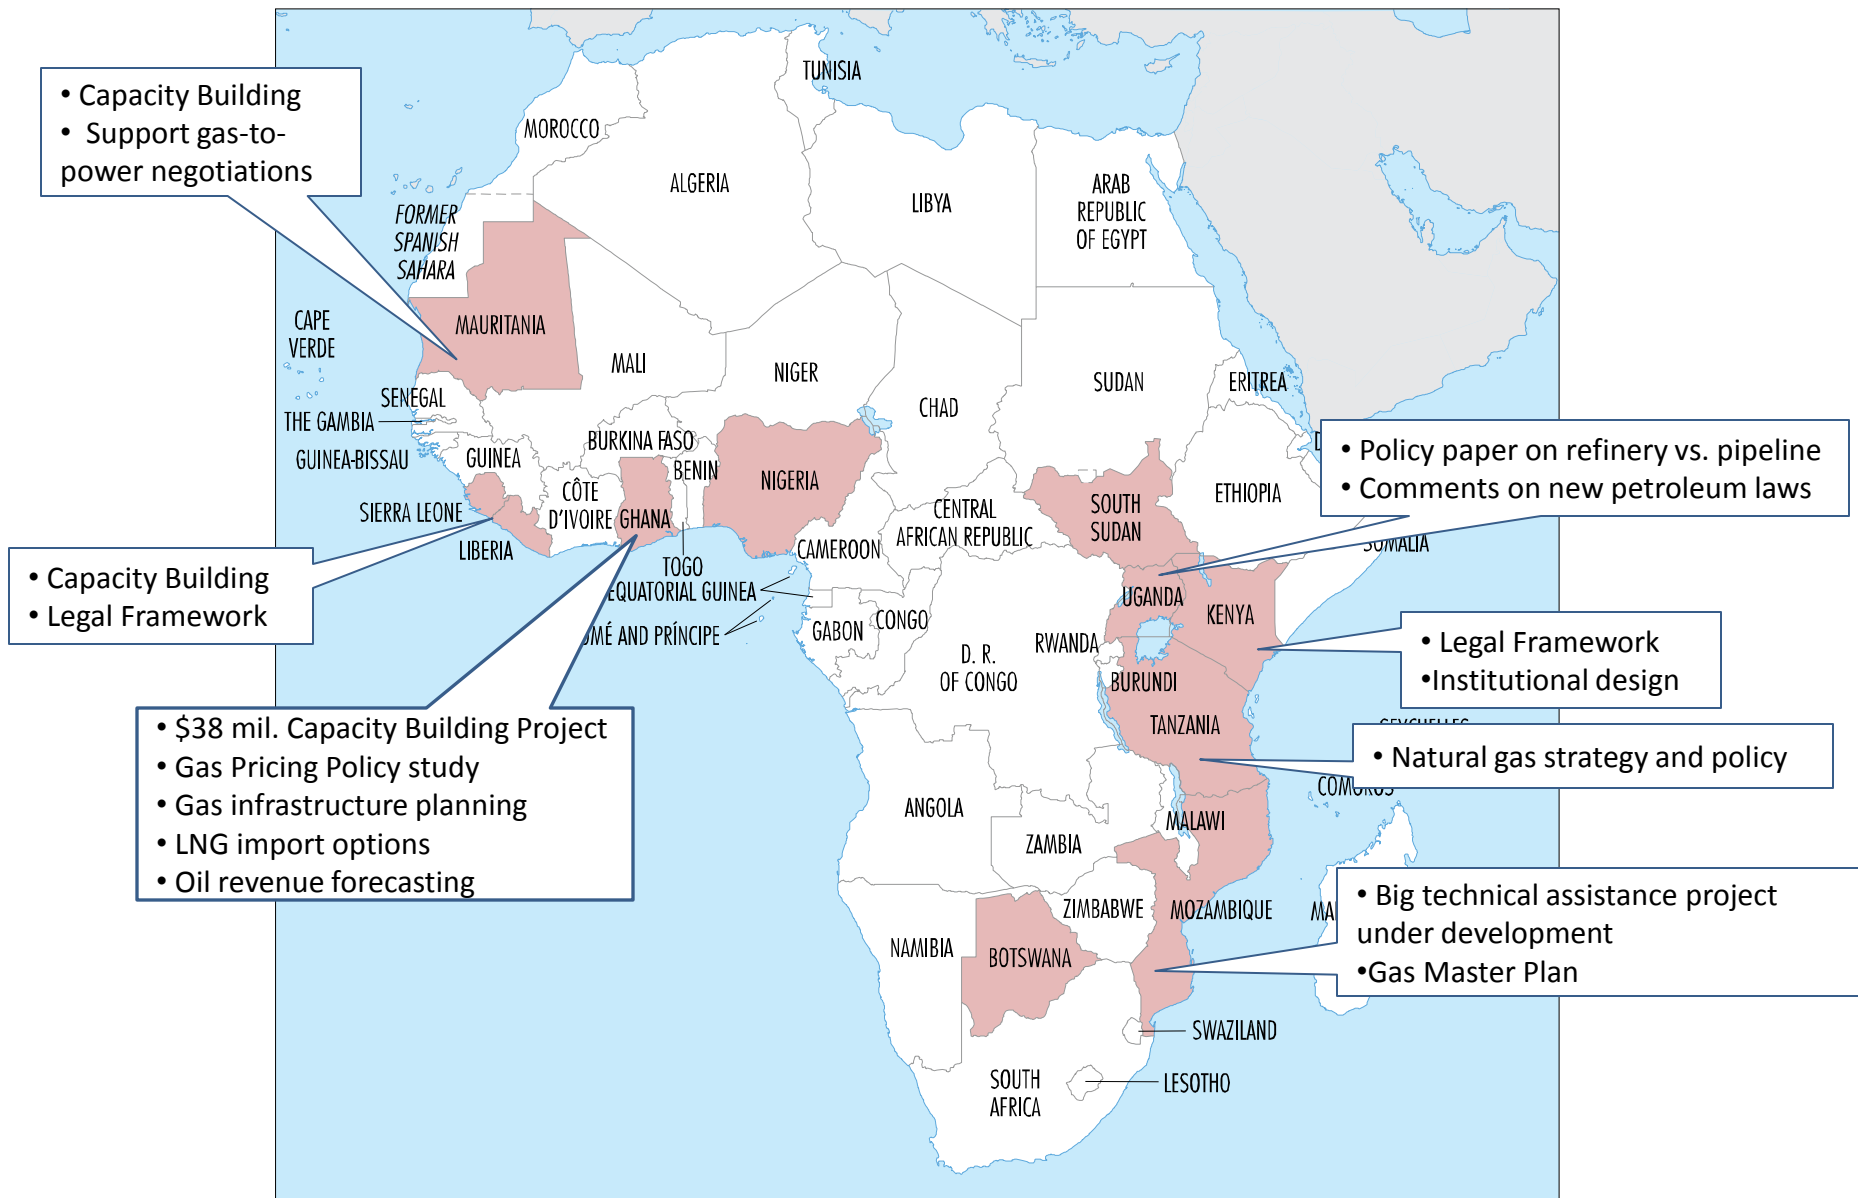 TUNISIA
• Capacity Building
• Support gas-to-
power negotiations
MOROCCO
ALGERIA
LIBYA
ARAB
REPUBLIC
OF EGYPT
FORMER
SPANISH
SAHARA
CAPE
VERDE
MAURITANIA
MALI
NIGER
CHAD
SUDAN
ERITREA
SENEGAL
THE GAMBIA
GUINEA-BISSAU
GUINEA
BURKINA FASO
BENIN
NIGERIA
SIERRA LEONE
CÔTE
D'IVOIRE
GHANA
LIBERIA
TOGO
CAMEROON
CENTRAL
AFRICAN REPUBLIC
SOUTH
SUDAN
ETHIOPIA
D
• Policy paper on refinery vs. pipeline
• Comments on new petroleum laws
SOMALIA
• Capacity Building
• Legal Framework
EQUATORIAL GUINEA
OMÉ AND PRÍNCIPE
GABON
CONGO
D. R.
OF CONGO
UGANDA
KENYA
RWANDA
BURUNDI
TANZANIA
• Legal Framework
•Institutional design
SEYCHELLES
• Natural gas strategy and policy
COMOROS
• $38 mil. Capacity Building Project
• Gas Pricing Policy study
• Gas infrastructure planning
• LNG import options
• Oil revenue forecasting
ANGOLA
ZAMBIA
MALAWI
ZIMBABWE
MOZAMBIQUE
MA
NAMIBIA
BOTSWANA
• Big technical assistance project
under development
•Gas Master Plan
SWAZILAND
LESOTHO
SOUTH
AFRICA